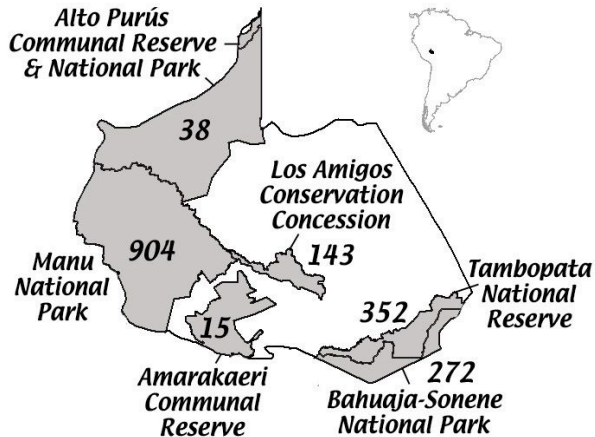 Alto Purús
Communal Reserve
& National Park
38
Los Amigos
Conservation
Concession
143
904
Manu
National
Park
Tambopata
National
Reserve
352
15
272
Amarakaeri
Communal
Reserve
Bahuaja-Sonene
National Park